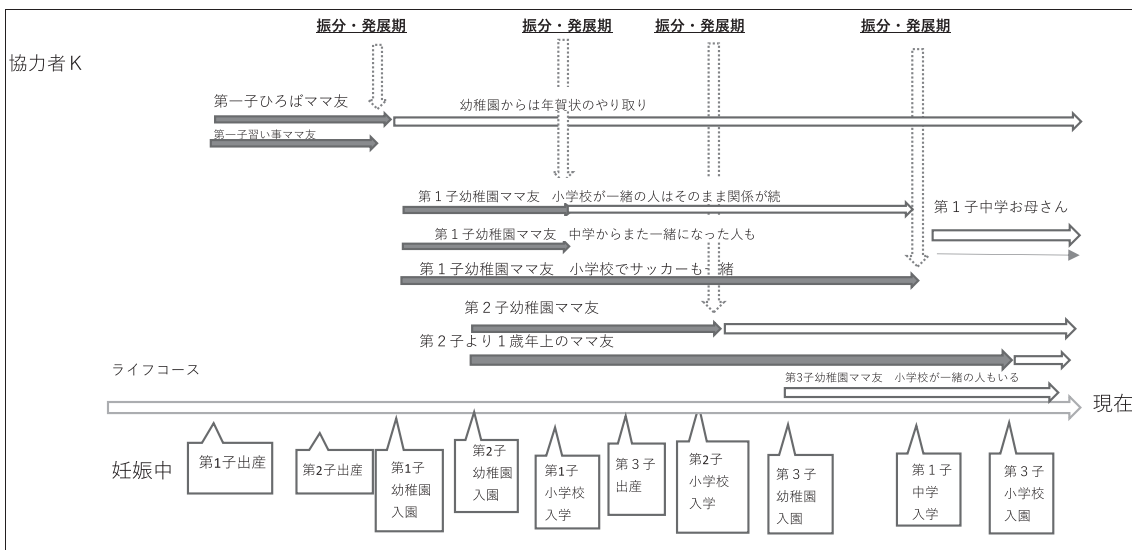 振分・発展期
振分・発展期
振分・発展期
振分・発展期
協力者K
第一子ひろばママ友
幼稚園からは年賀状のやり取り
第一子習い事ママ友
第1子幼稚園ママ友 小学校が一緒の人はそのまま関係が続
第1子中学お母さん
第1子幼稚園ママ友 中学からまた一緒になった人も
第1子幼稚園ママ友 小学校でサッカーも一緒
第2子幼稚園ママ友
第2子より1歳年上のママ友
ライフコース
第3子幼稚園ママ友 小学校が一緒の人もいる
現在
妊娠中
第1子出産
第2子出産
第1子
幼稚園
入園
第2子
幼稚園
入園
第1子
小学校
入学
第3子
出産
第2子
小学校
入学
第3子
幼稚園
入園
第1子
中学
入学
第3子
小学校
入園